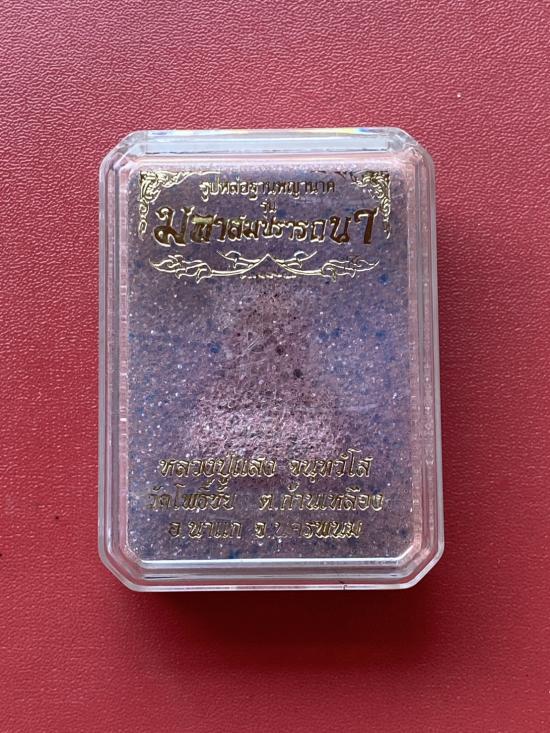 รูปหล่อฐานพญานาค
รุ่น
มหาสมปรารถนา
หลวงปู่แสง จนฺทวํโส
วัดโพธิ์ชัย ต.ก้านเหลือง
อ.นาแก จ.นครพนม